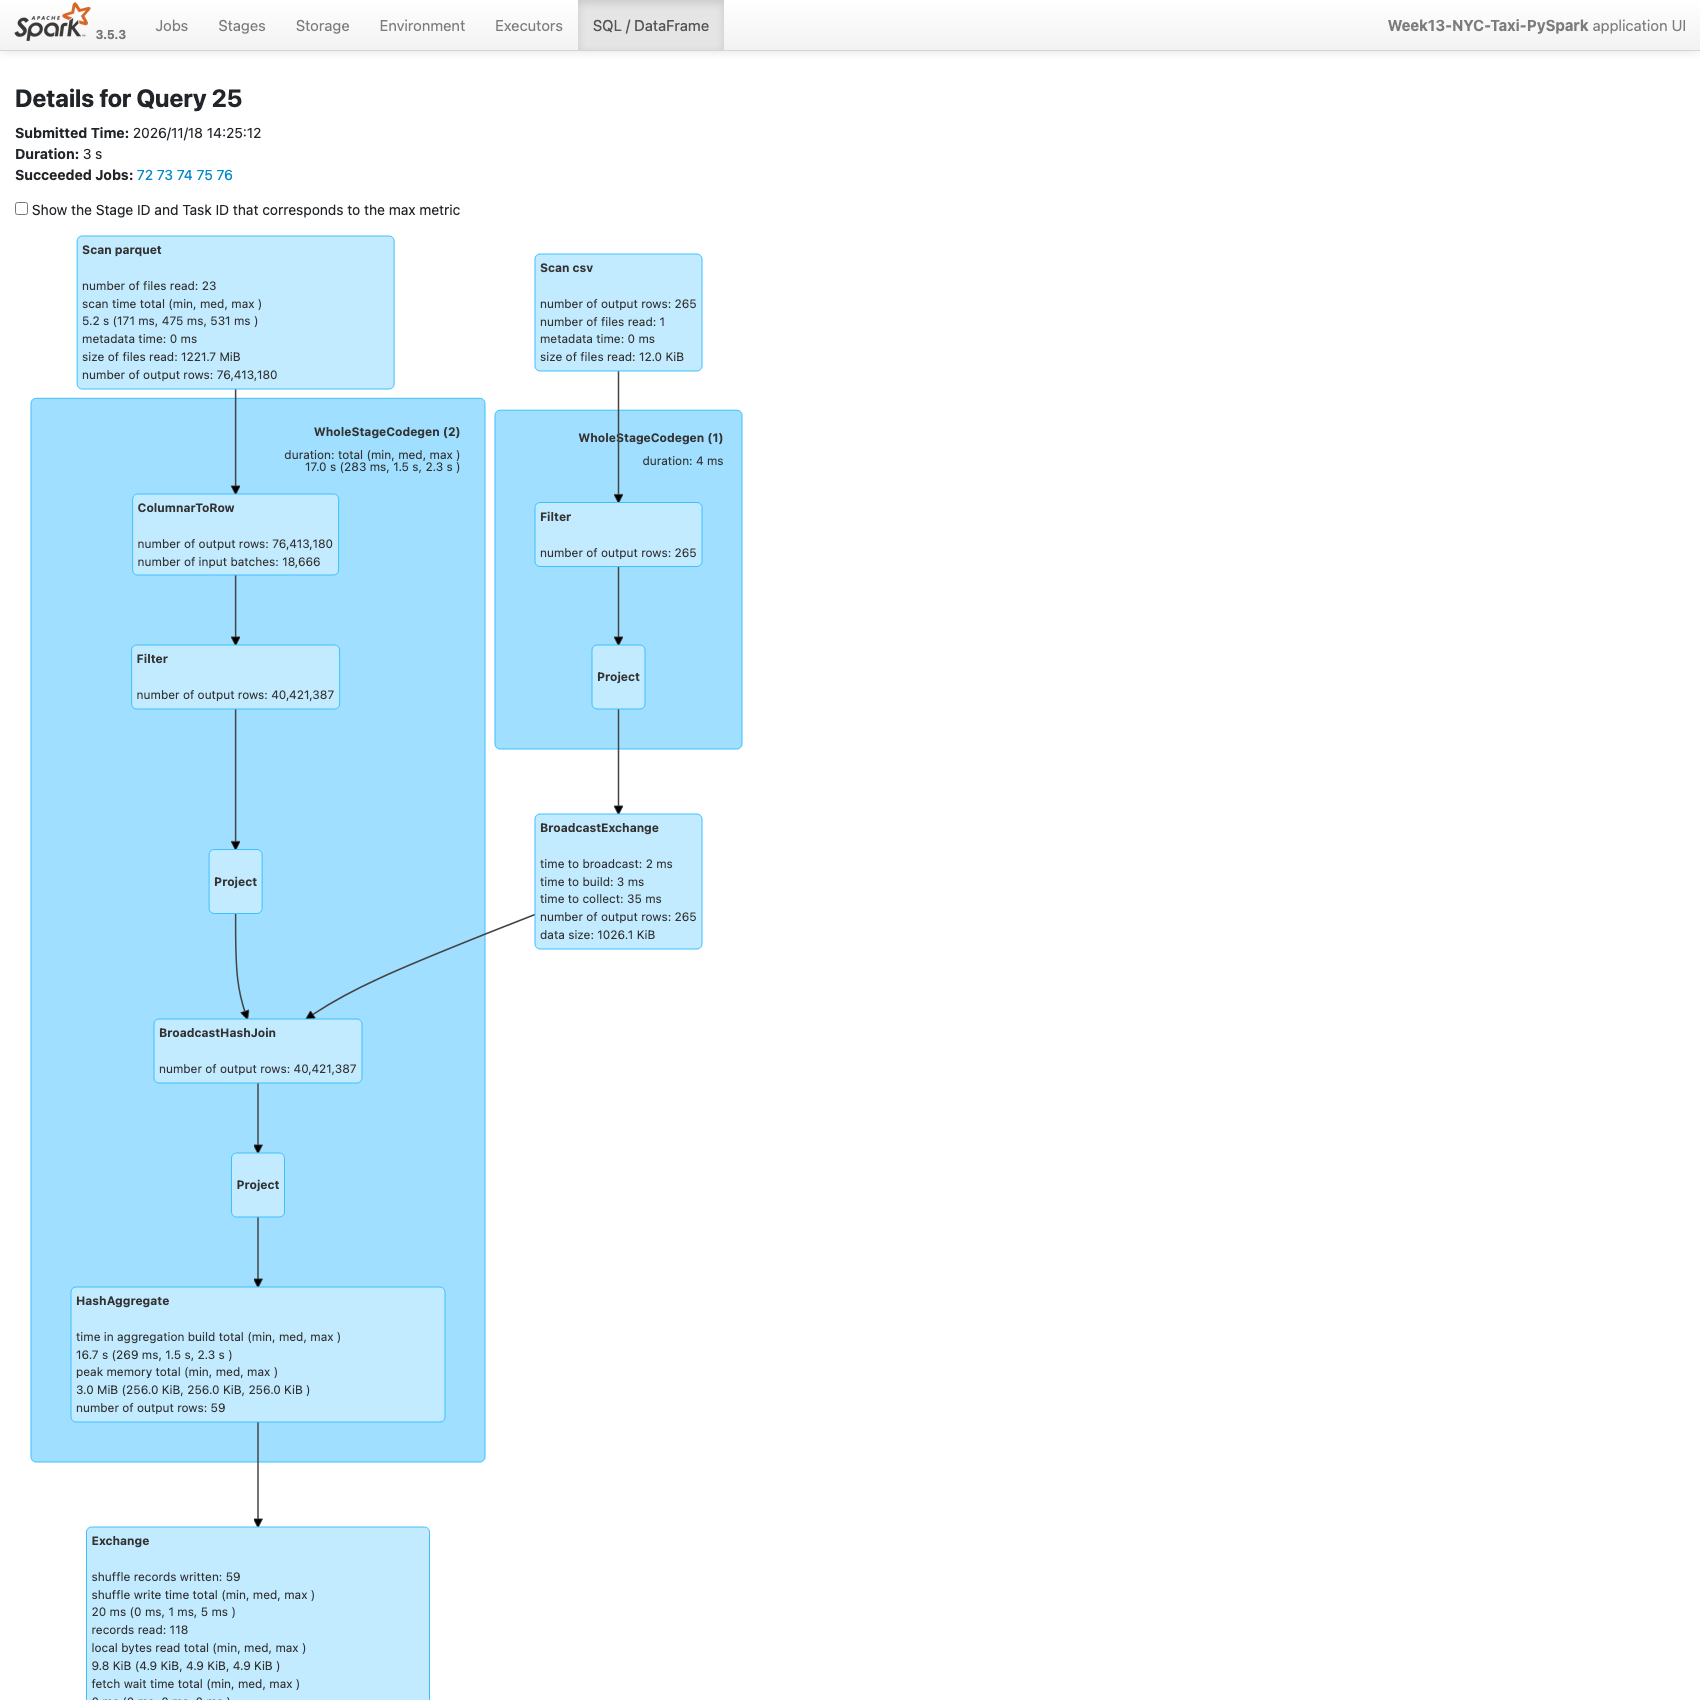 APACHE
Spark 3.5.3
Jobs
Stages
Storage
Environment
Executors
SQL / DataFrame
Week13-NYC-Taxi-PySpark application UI
Details for Query 25
Submitted Time: 2026/11/18 14:25:12
Duration: 3 s
Succeeded Jobs: 72 73 74 75 76
Show the Stage ID and Task ID that corresponds to the max metric
Scan parquet
number of files read: 23
scan time total (min, med, max )
5.2 s (171 ms, 475 ms, 531 ms )
metadata time: 0 ms
size of files read: 1221.7 MiB
number of output rows: 76,413,180
Scan csv
number of output rows: 265
number of files read: 1
metadata time: 0 ms
size of files read: 12.0 KiB
WholeStageCodegen (2)
duration: total (min, med, max )
17.0 s (283 ms, 1.5 s, 2.3 s )
WholeStageCodegen (1)
duration: 4 ms
ColumnarToRow
number of output rows: 76,413,180
number of input batches: 18,666
Filter
number of output rows: 265
Filter
number of output rows: 40,421,387
Project
Project
BroadcastExchange
time to broadcast: 2 ms
time to build: 3 ms
time to collect: 35 ms
number of output rows: 265
data size: 1026.1 KiB
BroadcastHashJoin
number of output rows: 40,421,387
Project
HashAggregate
time in aggregation build total (min, med, max )
16.7 s (269 ms, 1.5 s, 2.3 s )
peak memory total (min, med, max )
3.0 MiB (256.0 KiB, 256.0 KiB, 256.0 KiB )
number of output rows: 59
Exchange
shuffle records written: 59
shuffle write time total (min, med, max )
20 ms (0 ms, 1 ms, 5 ms )
records read: 118
local bytes read total (min, med, max )
9.8 KiB (4.9 KiB, 4.9 KiB, 4.9 KiB )
fetch wait time total (min, med, max )